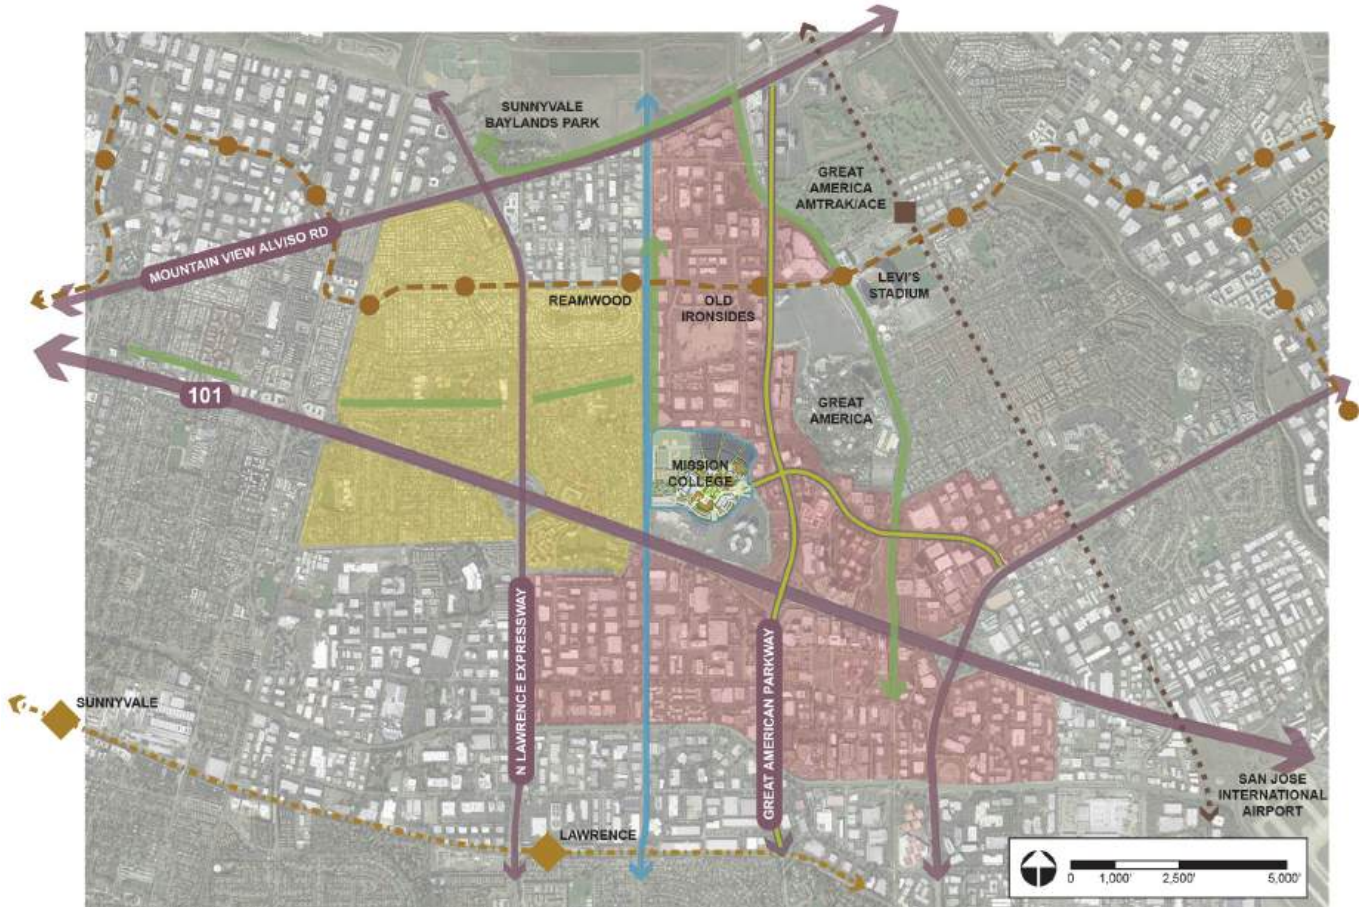 SUNNYVALE
BAYLANDS PARK
GREAT
AMERICA
AMTRAK/ACE
MOUNTAIN VIEW ALVISO RD
REAMWOOD
OLD
IRONSIDES
LEVI'S
STADIUM
101
GREAT
AMERICA
MISSION
COLLEGE
N LAWRENCE EXPRESSWAY
GREAT AMERICAN PARKWAY
SUNNYVALE
LAWRENCE
SAN JOSE
INTERNATIONAL
AIRPORT
0 1,000' 2,500' 5,000'